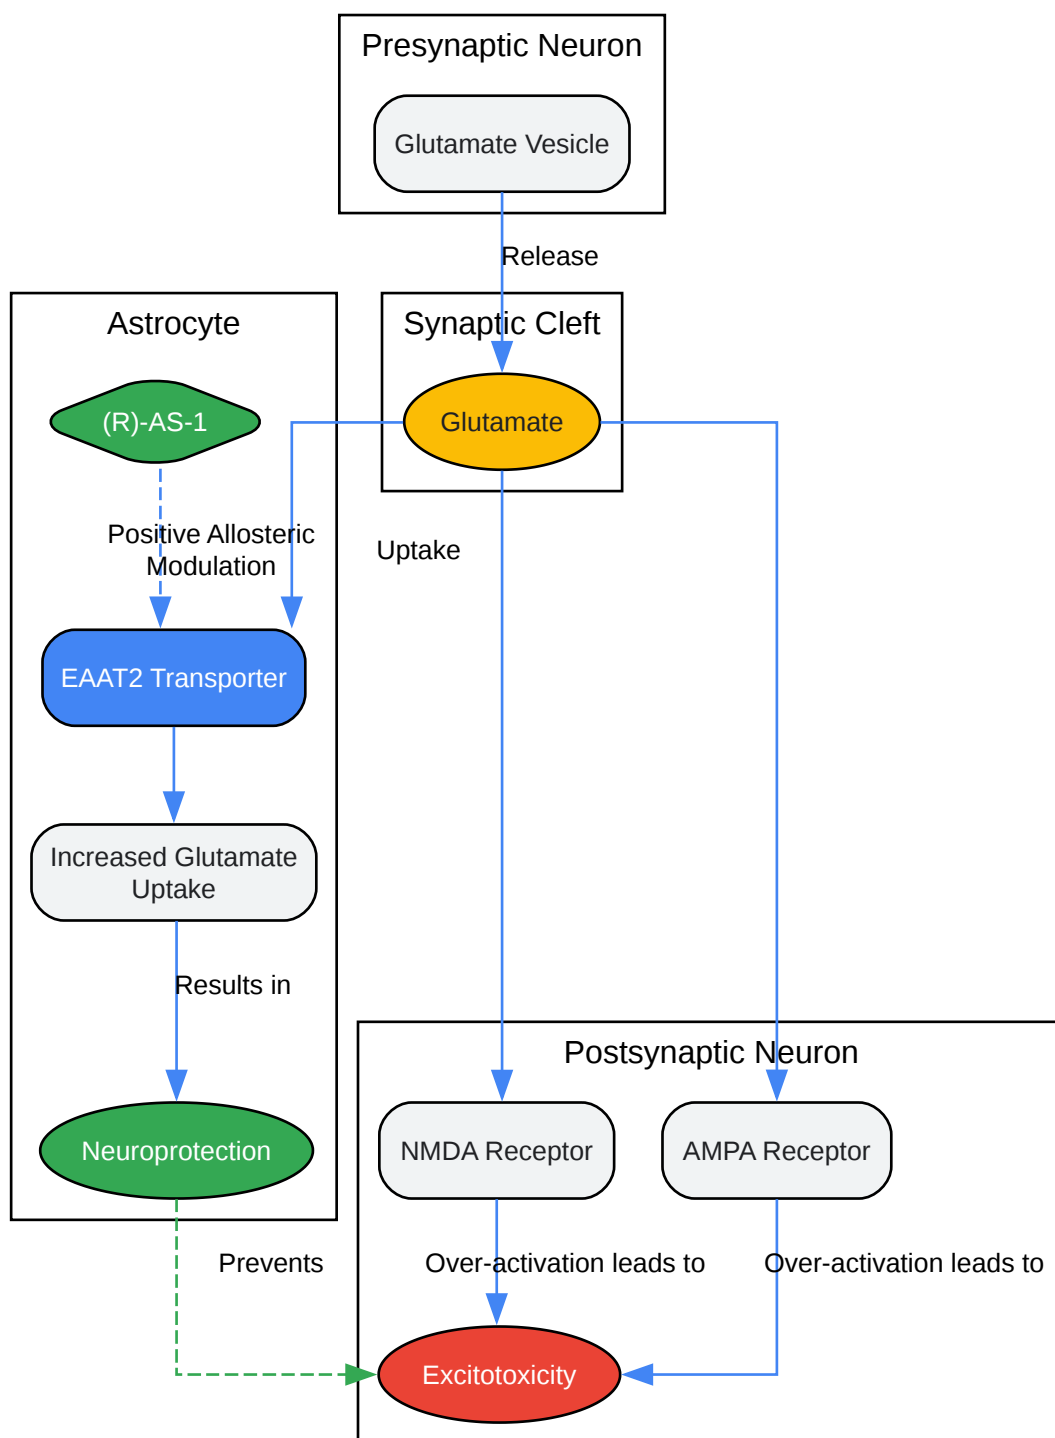 Presynaptic Neuron
Glutamate Vesicle
Release
Astrocyte
Synaptic Cleft
(R)-AS-1
Glutamate
Positive Allosteric
Modulation
Uptake
EAAT2 Transporter
Increased Glutamate
Uptake
Results in
Postsynaptic Neuron
Neuroprotection
NMDA Receptor
AMPA Receptor
Prevents
Over-activation leads to
Over-activation leads to
Excitotoxicity